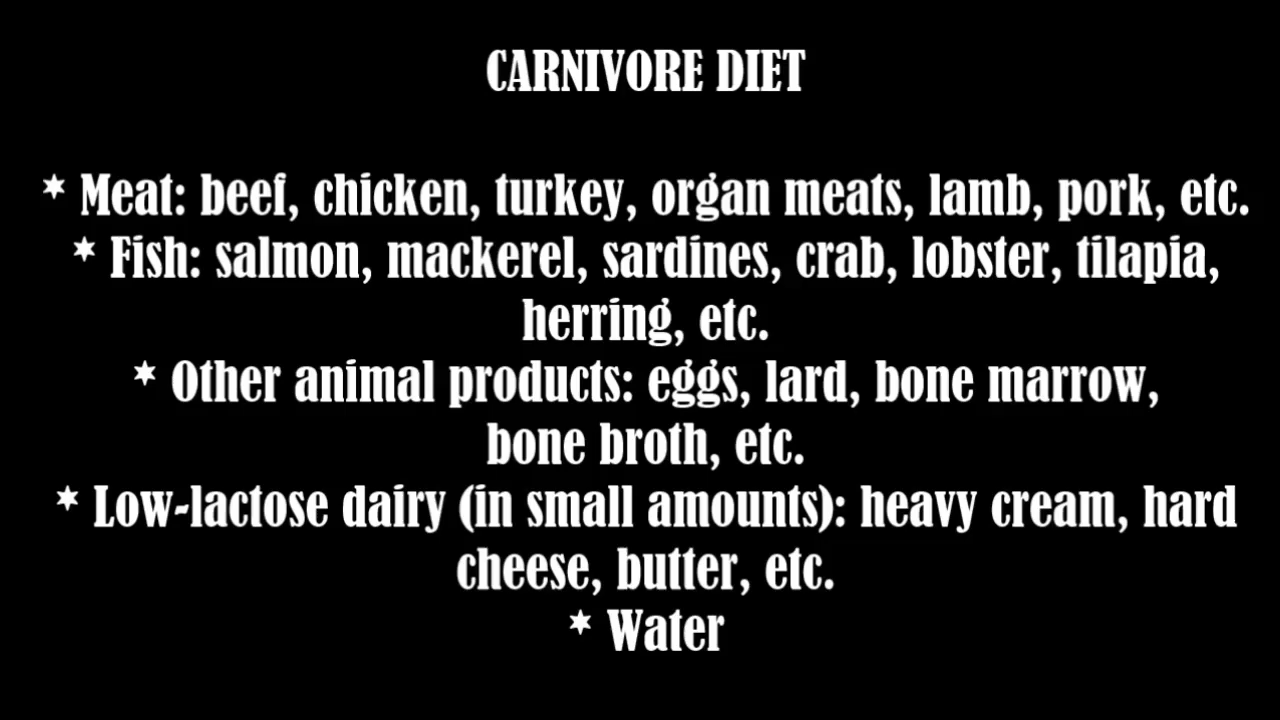 CARNIVORE DIET
* Meat: beef, chicken, turkey, organ meats, lamb, pork, etc.
* Fish: salmon, mackerel, sardines, crab, lobster, tilapia,
herring, etc.
* Other animal products: eggs, lard, bone marrow,
bone broth, etc.
* Low-lactose dairy (in small amounts): heavy cream, hard
cheese, butter, etc.
* Water